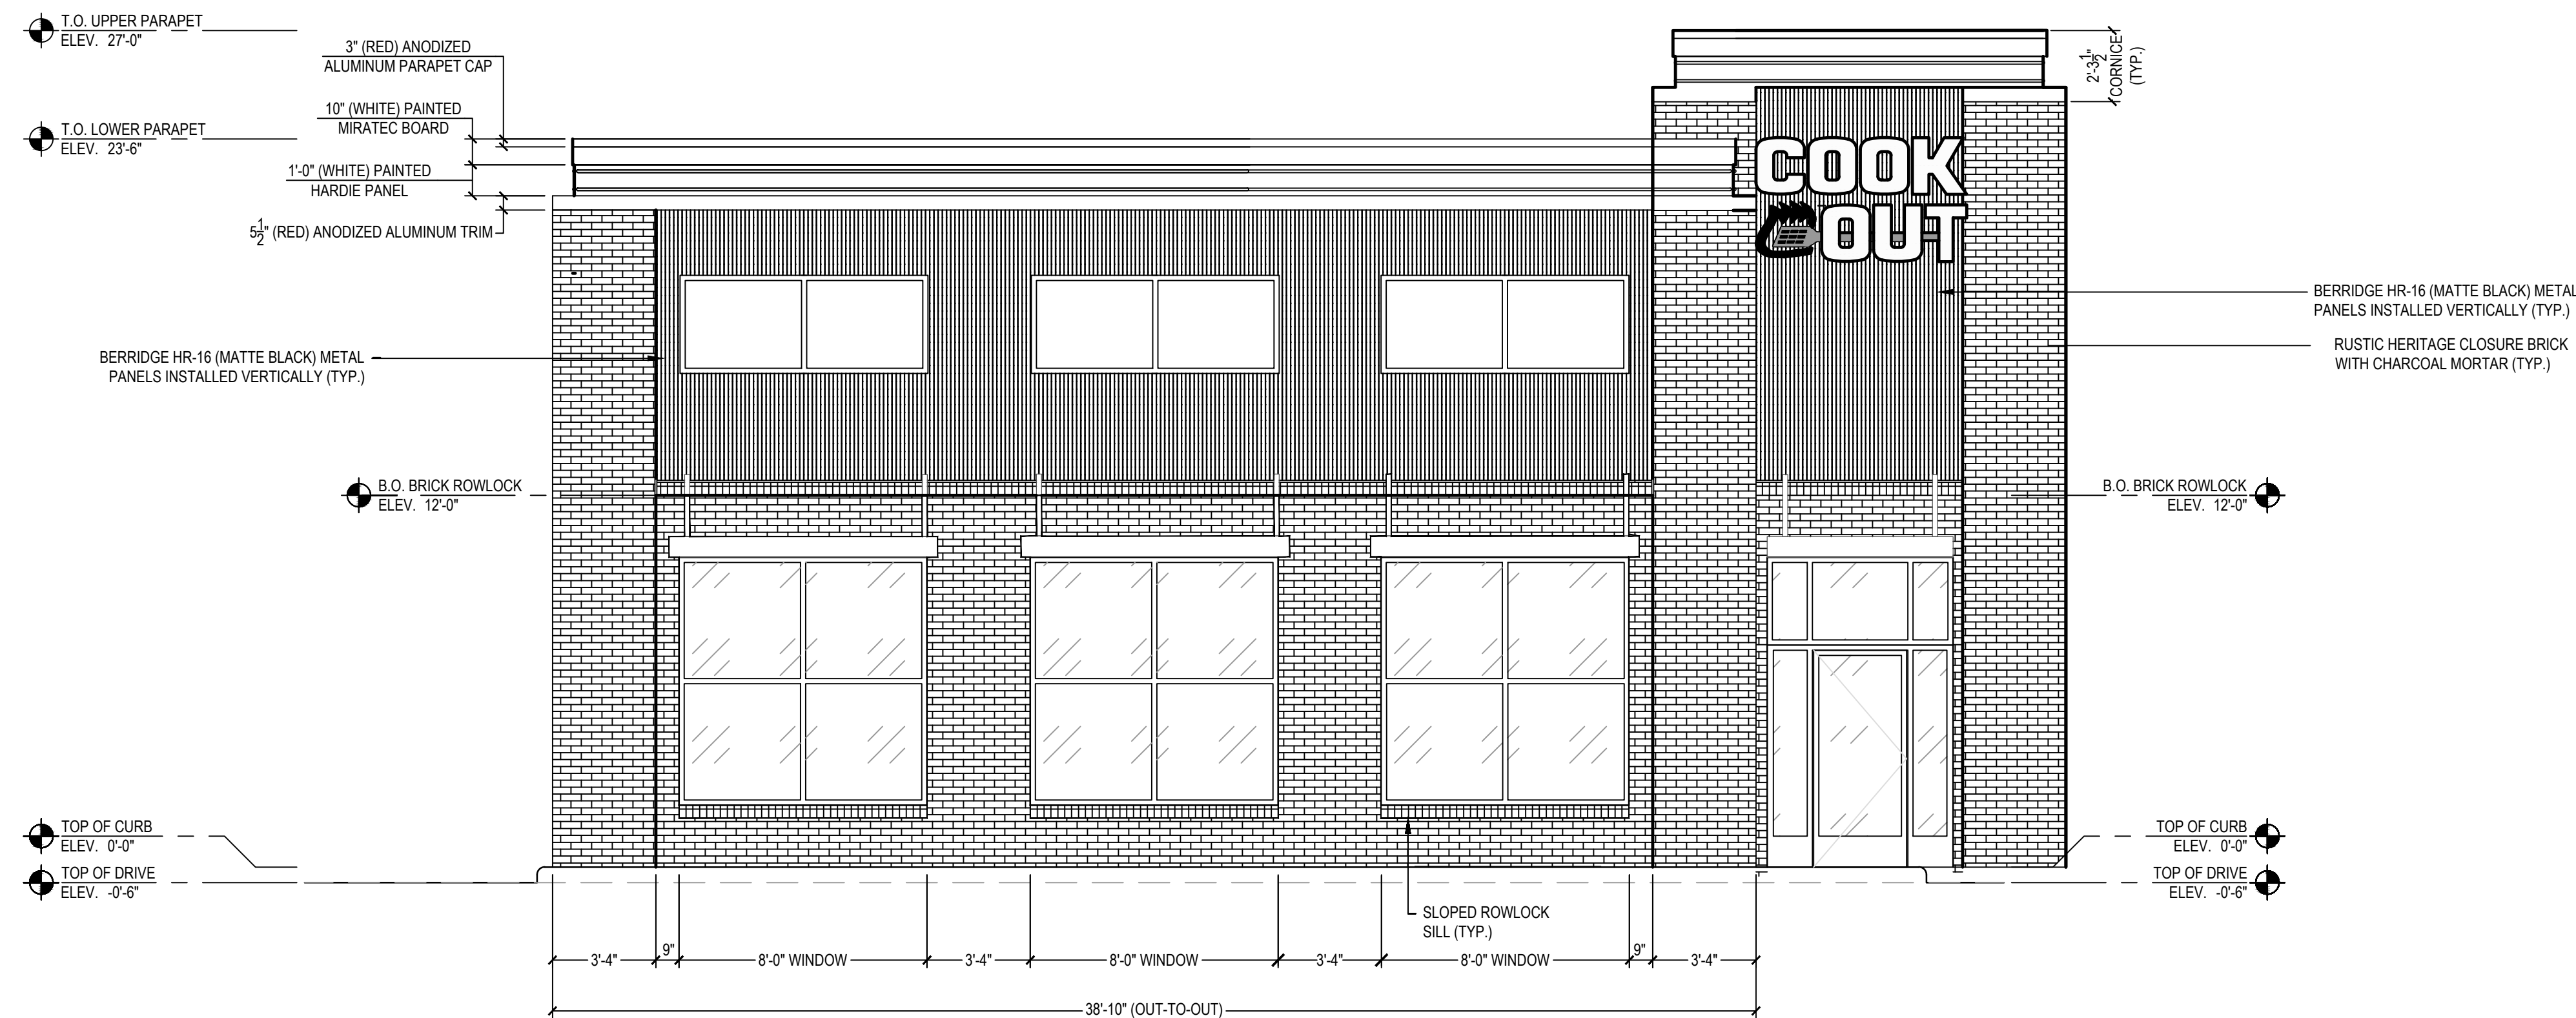 T.O. UPPER PARAPET
ELEV. 27'-0"
3" (RED) ANODIZED
ALUMINUM PARAPET CAP
T.O. LOWER PARAPET
ELEV. 23'-6"
10" (WHITE) PAINTED
MIRATEC BOARD
1'-0" (WHITE) PAINTED
HARDIE PANEL
5 1/2" (RED) ANODIZED ALUMINUM TRIM
2'-3 1/2"
CORNICE
(TYP.)
COOK
OUT
BERRIDGE HR-16 (MATTE BLACK) METAL
PANELS INSTALLED VERTICALLY (TYP.)
RUSTIC HERITAGE CLOSURE BRICK
WITH CHARCOAL MORTAR (TYP.)
BERRIDGE HR-16 (MATTE BLACK) METAL
PANELS INSTALLED VERTICALLY (TYP.)
B.O. BRICK ROWLOCK
ELEV. 12'-0"
B.O. BRICK ROWLOCK
ELEV. 12'-0"
TOP OF CURB
ELEV. 0'-0"
TOP OF DRIVE
ELEV. -0'-6"
TOP OF CURB
ELEV. 0'-0"
TOP OF DRIVE
ELEV. -0'-6"
SLOPED ROWLOCK
SILL (TYP.)
3'-4" 9" 8'-0" WINDOW 3'-4" 8'-0" WINDOW 3'-4" 8'-0" WINDOW 9" 3'-4"
38'-10" (OUT-TO-OUT)